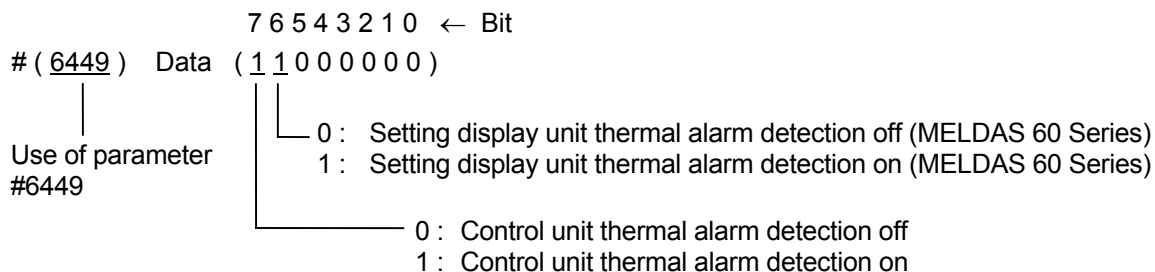 7 6 5 4 3 2 1 0 ← Bit
# ( 6449 ) Data ( 1 1 0 0 0 0 0 0 )
0 : Setting display unit thermal alarm detection off (MELDAS 60 Series)
1 : Setting display unit thermal alarm detection on (MELDAS 60 Series)
Use of parameter
#6449
0 : Control unit thermal alarm detection off
1 : Control unit thermal alarm detection on